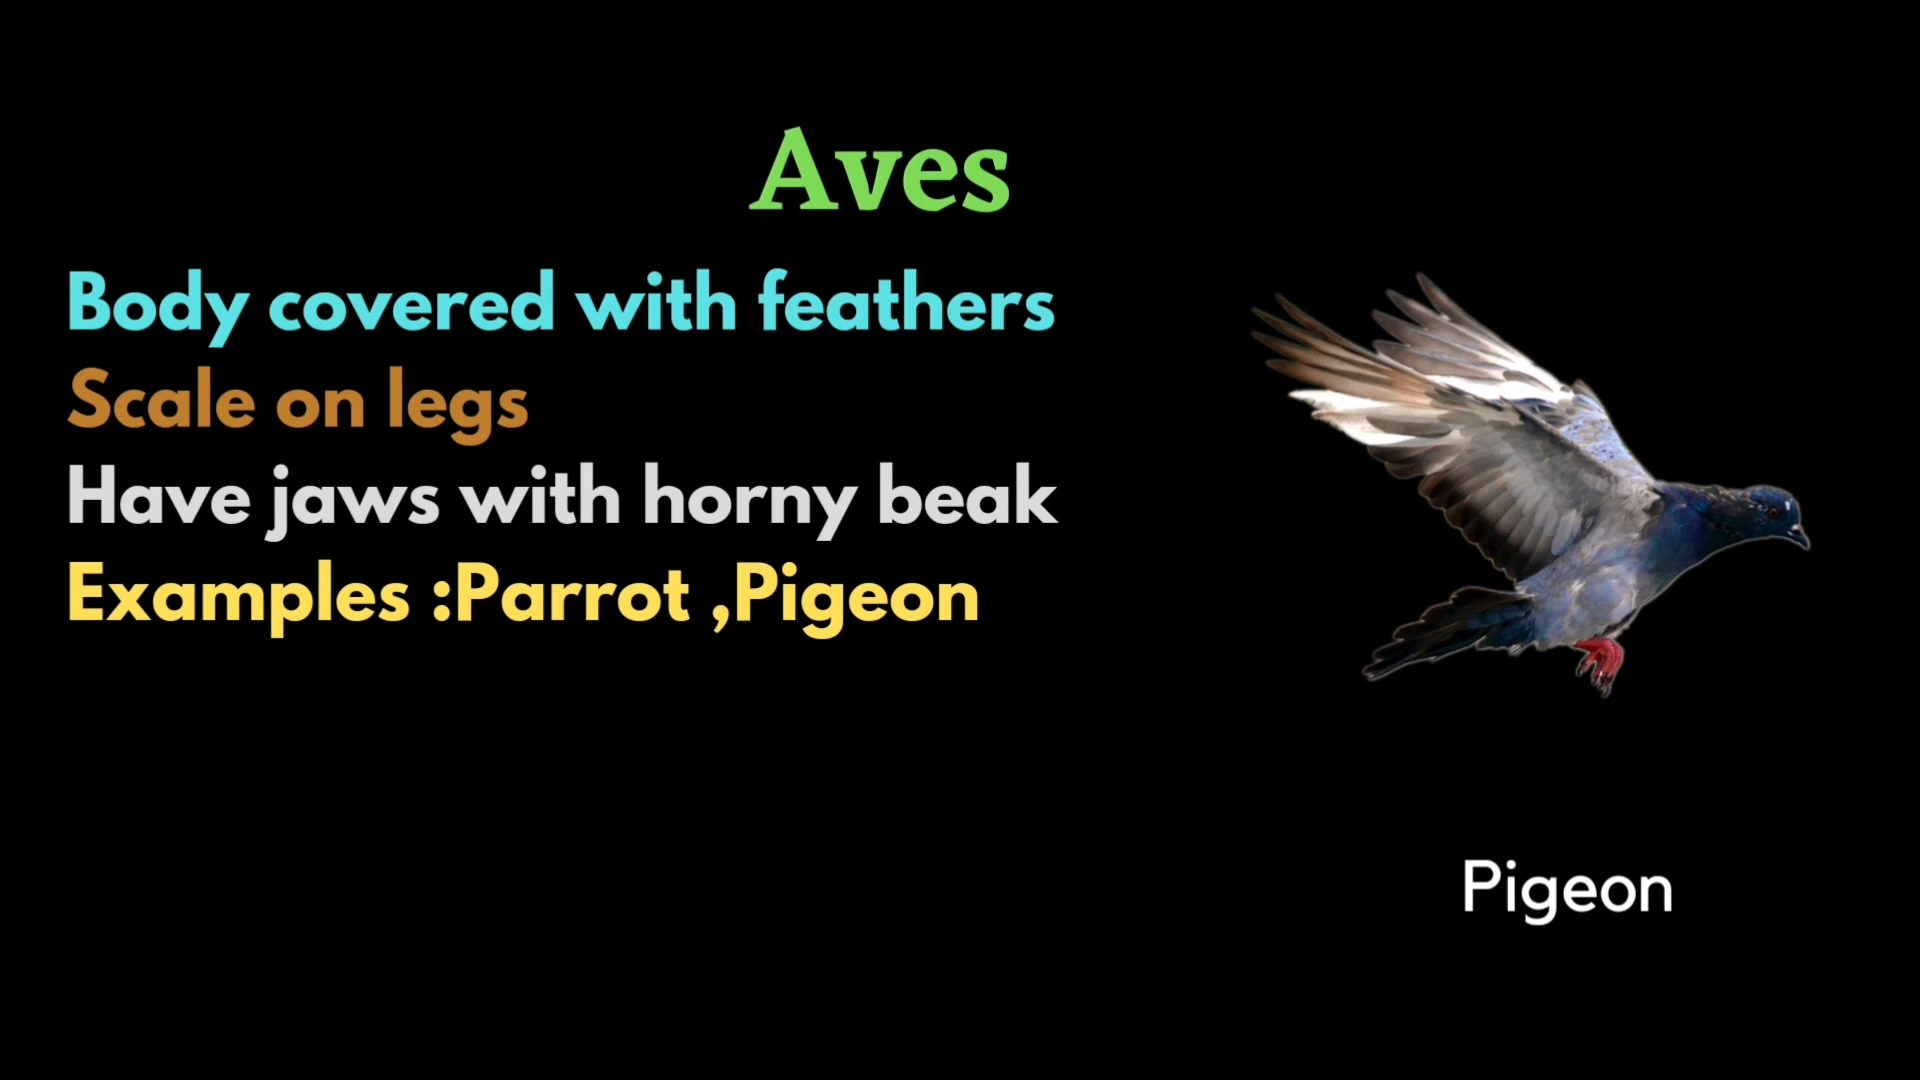 Aves
Body covered with feathers
Scale on legs
Have jaws with horny beak
Examples :Parrot ,Pigeon
Pigeon